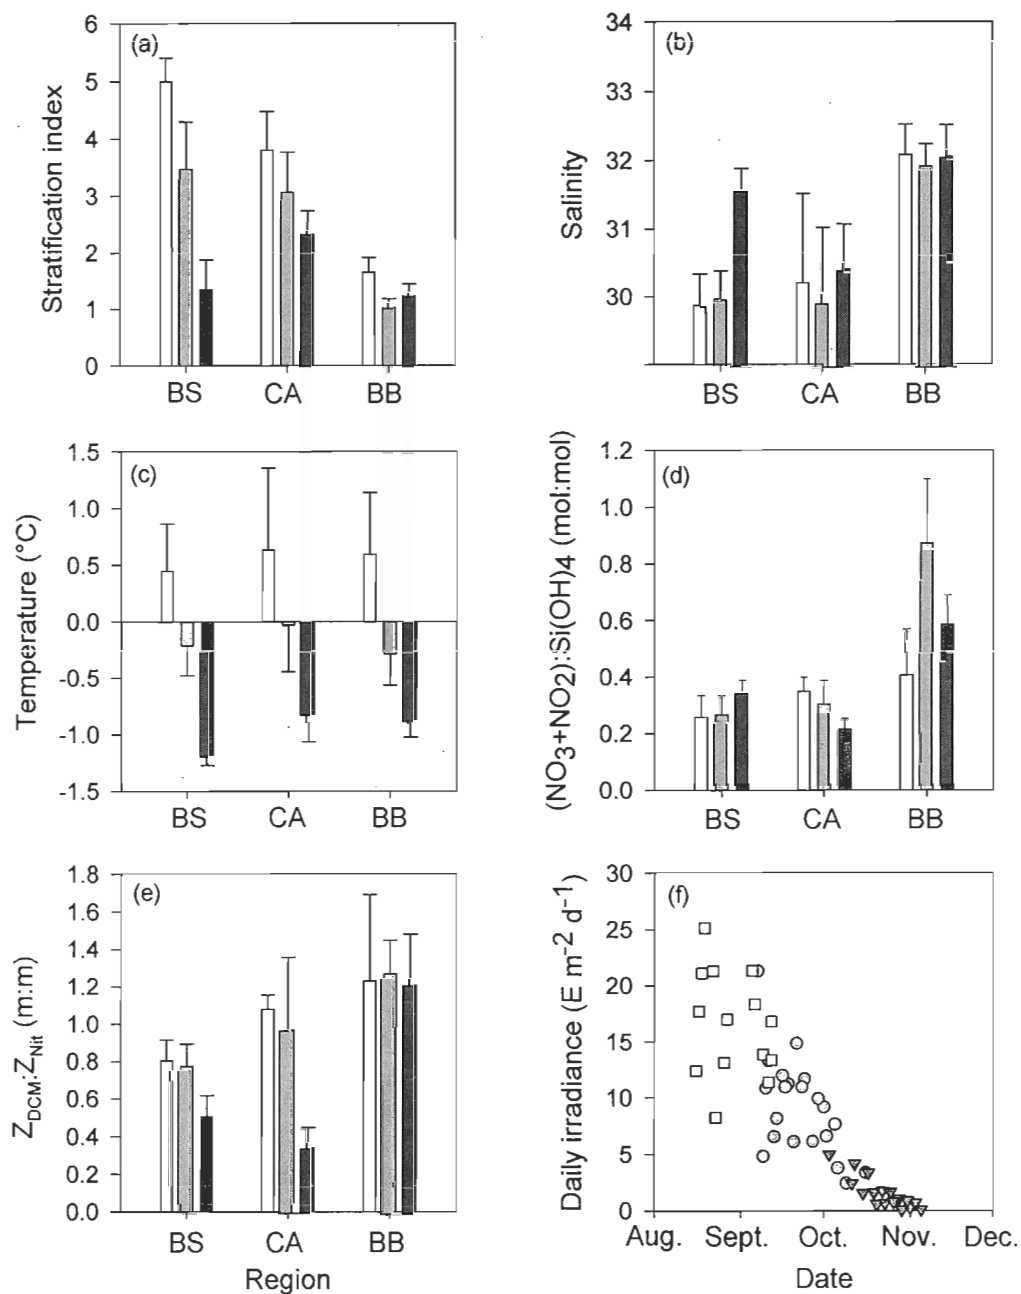 (a)
6
5
4
3
2
1
0
Stratification index
BS CA BB
(b)
34
33
32
31
30
Salinity
BS CA BB
(c)
1.5
1.0
0.5
0.0
-0.5
-1.0
-1.5
Temperature (°C)
BS CA BB
(d)
1.2
1.0
0.8
0.6
0.4
0.2
0.0
(NO3+NO2):Si(OH)4 (mol:mol)
BS CA BB
(e)
1.8
1.6
1.4
1.2
1.0
0.8
0.6
0.4
0.2
0.0
ZDCM:ZNit (m:m)
BS CA BB
Region
(f)
30
25
20
15
10
5
0
Daily irradiance (E m-2 d-1)
Aug. Sept. Oct. Nov. Dec.
Date